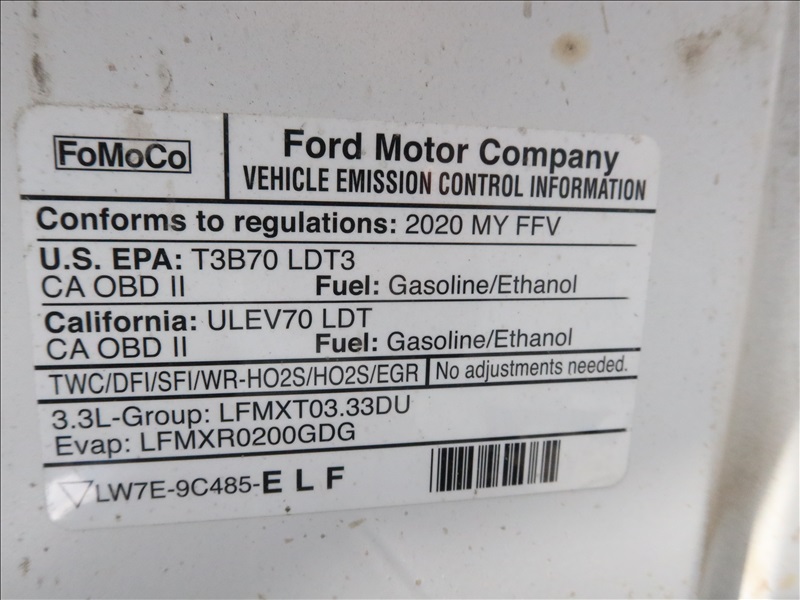 FoMoCo
Ford Motor Company
VEHICLE EMISSION CONTROL INFORMATION
Conforms to regulations: 2020 MY FFV
U.S. EPA: T3B70 LDT3
CA OBD II Fuel: Gasoline/Ethanol
California: ULEV70 LDT
CA OBD II Fuel: Gasoline/Ethanol
TWC/DFI/SFI/WR-HO2S/HO2S/EGR No adjustments needed.
3.3L-Group: LFMXT03.33DU
Evap: LFMXR0200GDG
LW7E-9C485-E L F